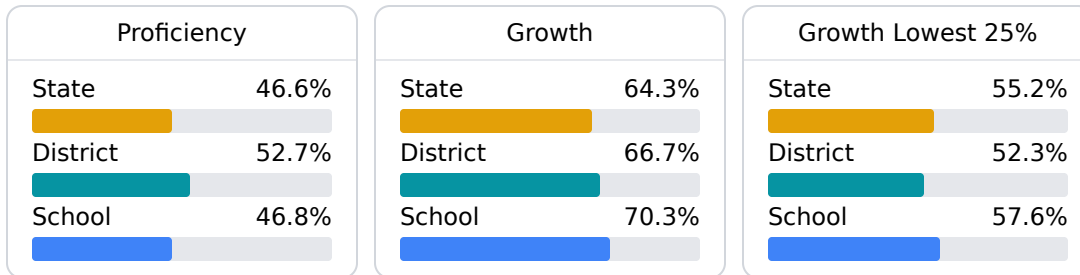 Proficiency
State 46.6%
District 52.7%
School 46.8%
Growth
State 64.3%
District 66.7%
School 70.3%
Growth Lowest 25%
State 55.2%
District 52.3%
School 57.6%